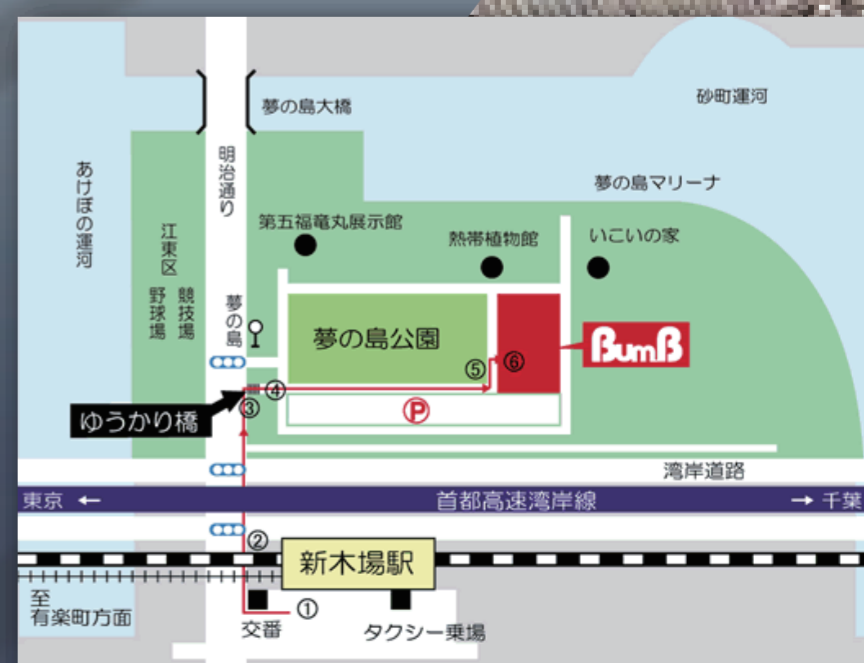 砂町運河
夢の島大橋
明治通り
あけぼの運河
夢の島マリーナ
第五福竜丸展示館
熱帯植物館
いこいの家
江東区
競技場
野球場
夢の島
夢の島公園
BumB
⑤
⑥
④
③
ゆうかり橋
P
湾岸道路
東京 ←
首都高速湾岸線
→ 千葉
②
新木場駅
至
有楽町方面
①
交番
タクシー乗場